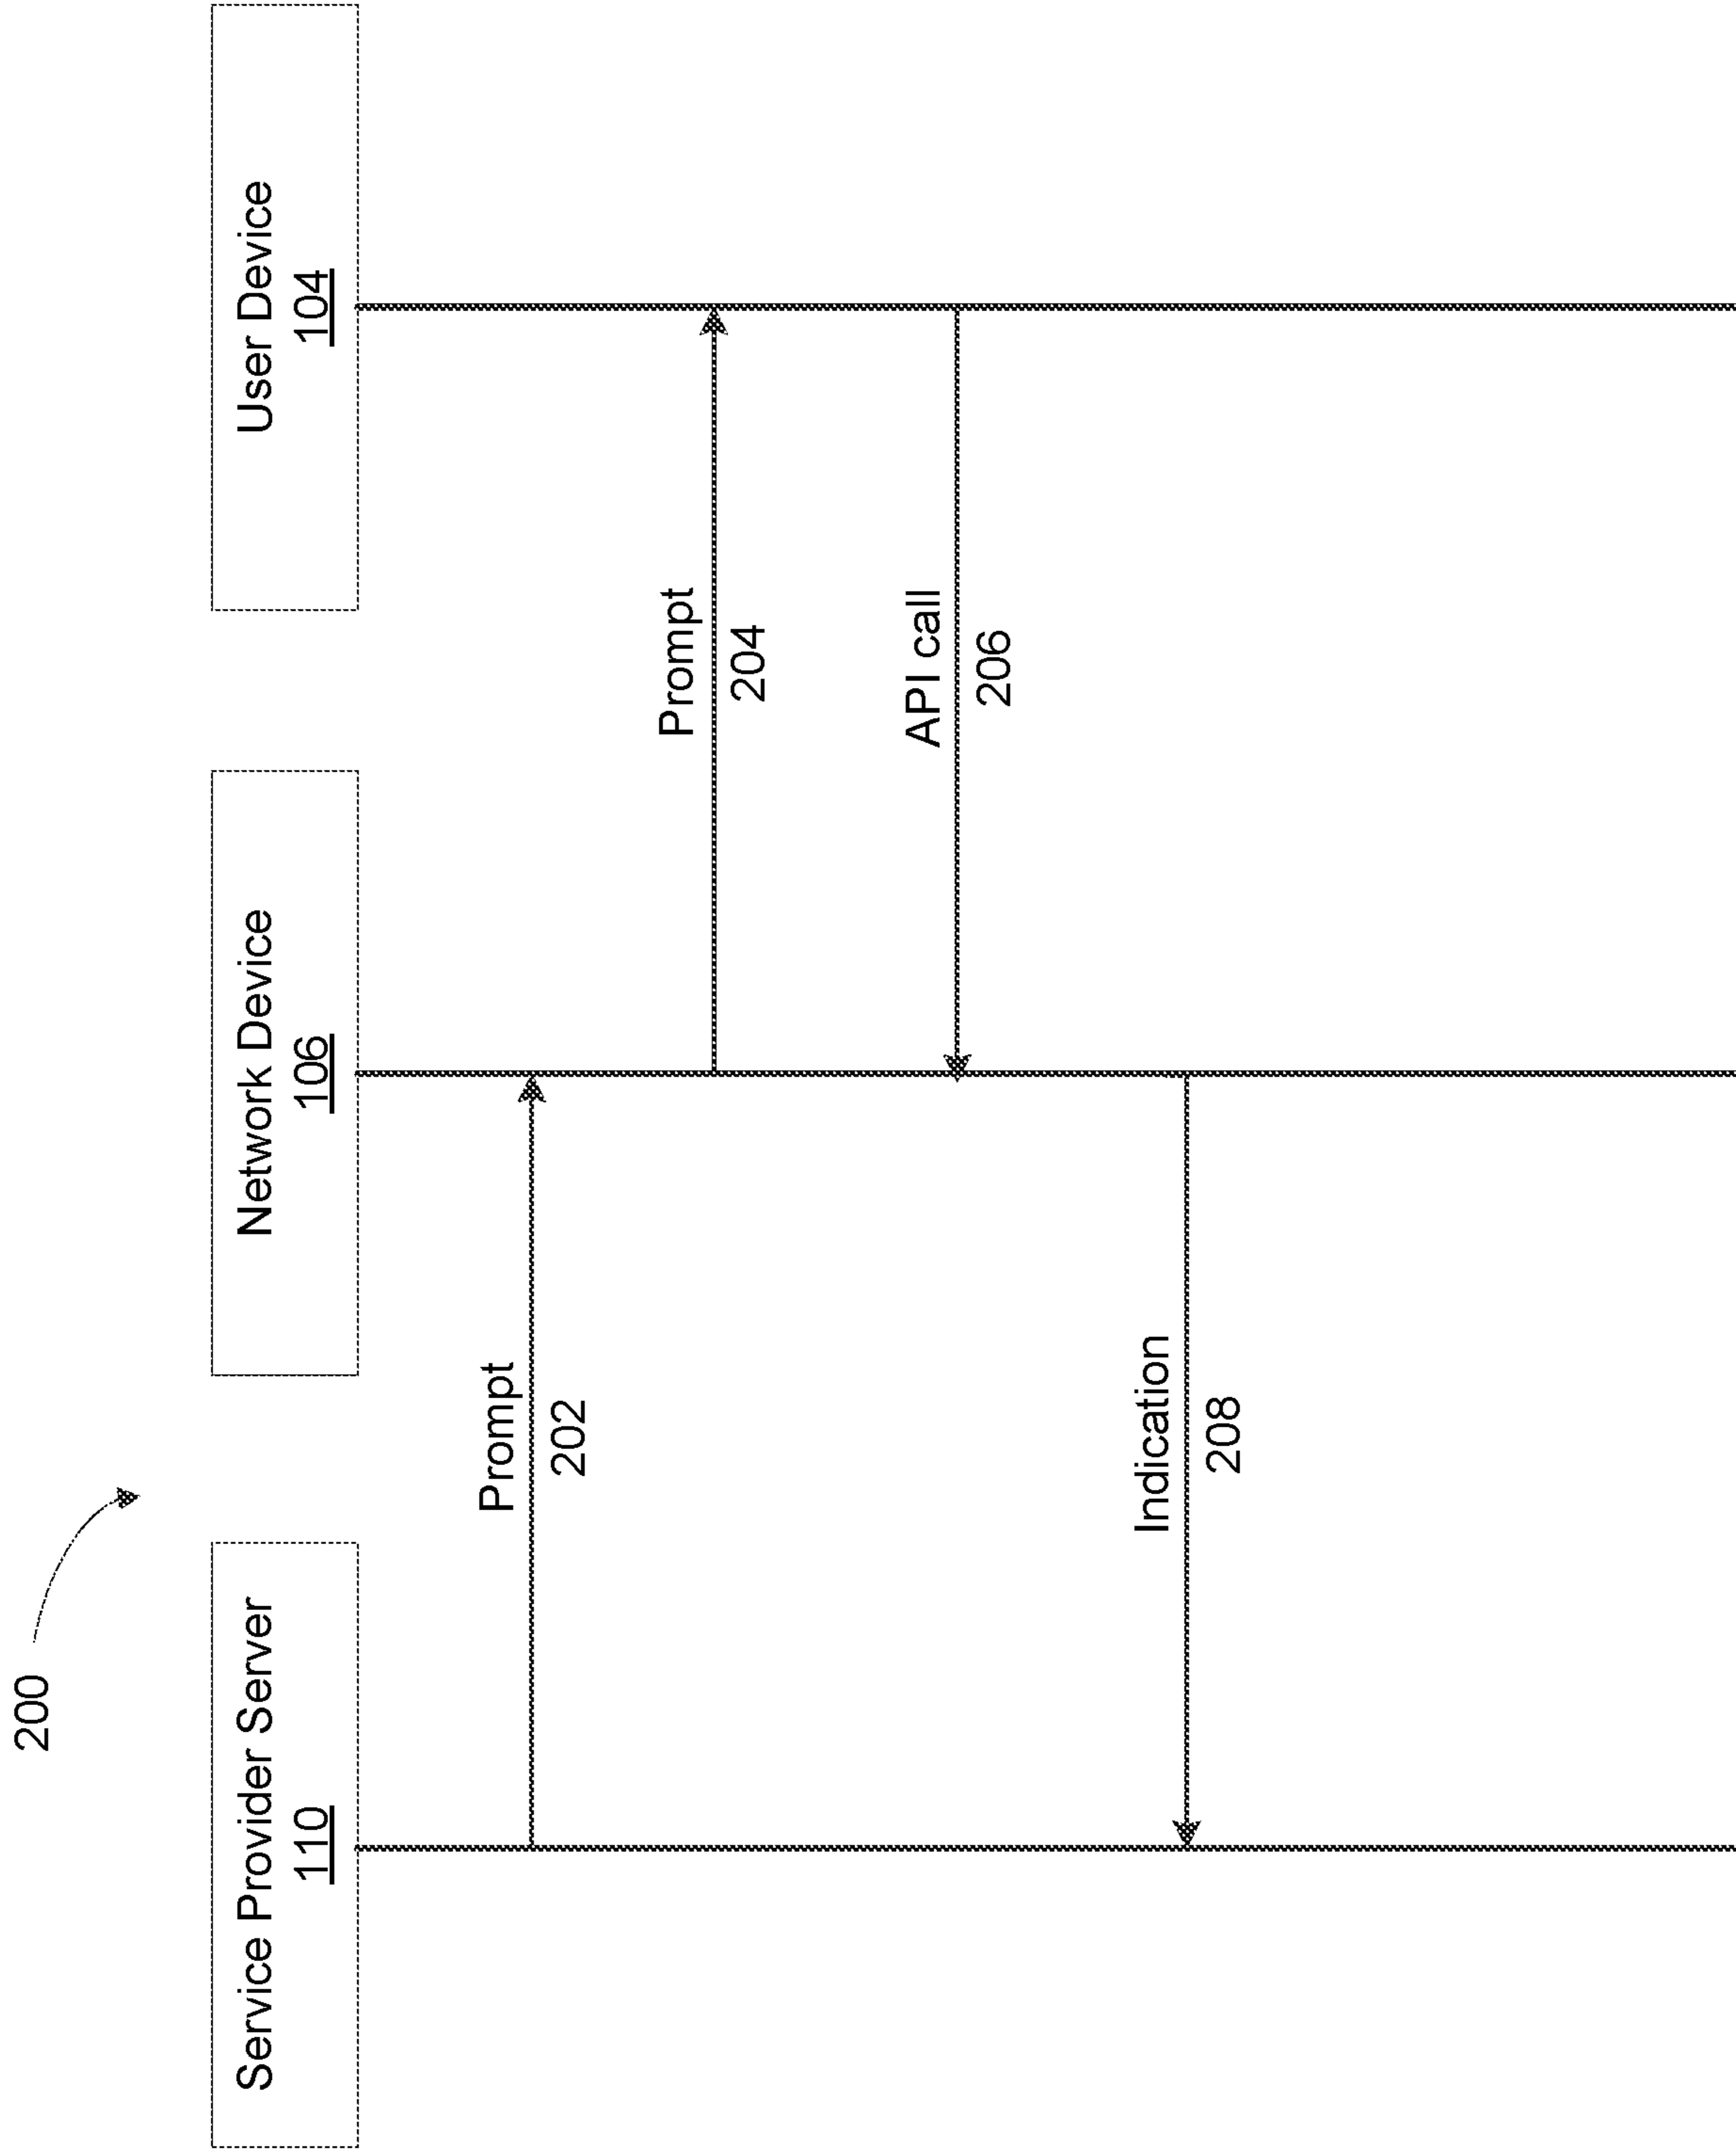 200
Service Provider Server
110
Network Device
106
User Device
104
Prompt
202
Prompt
204
API call
206
Indication
208